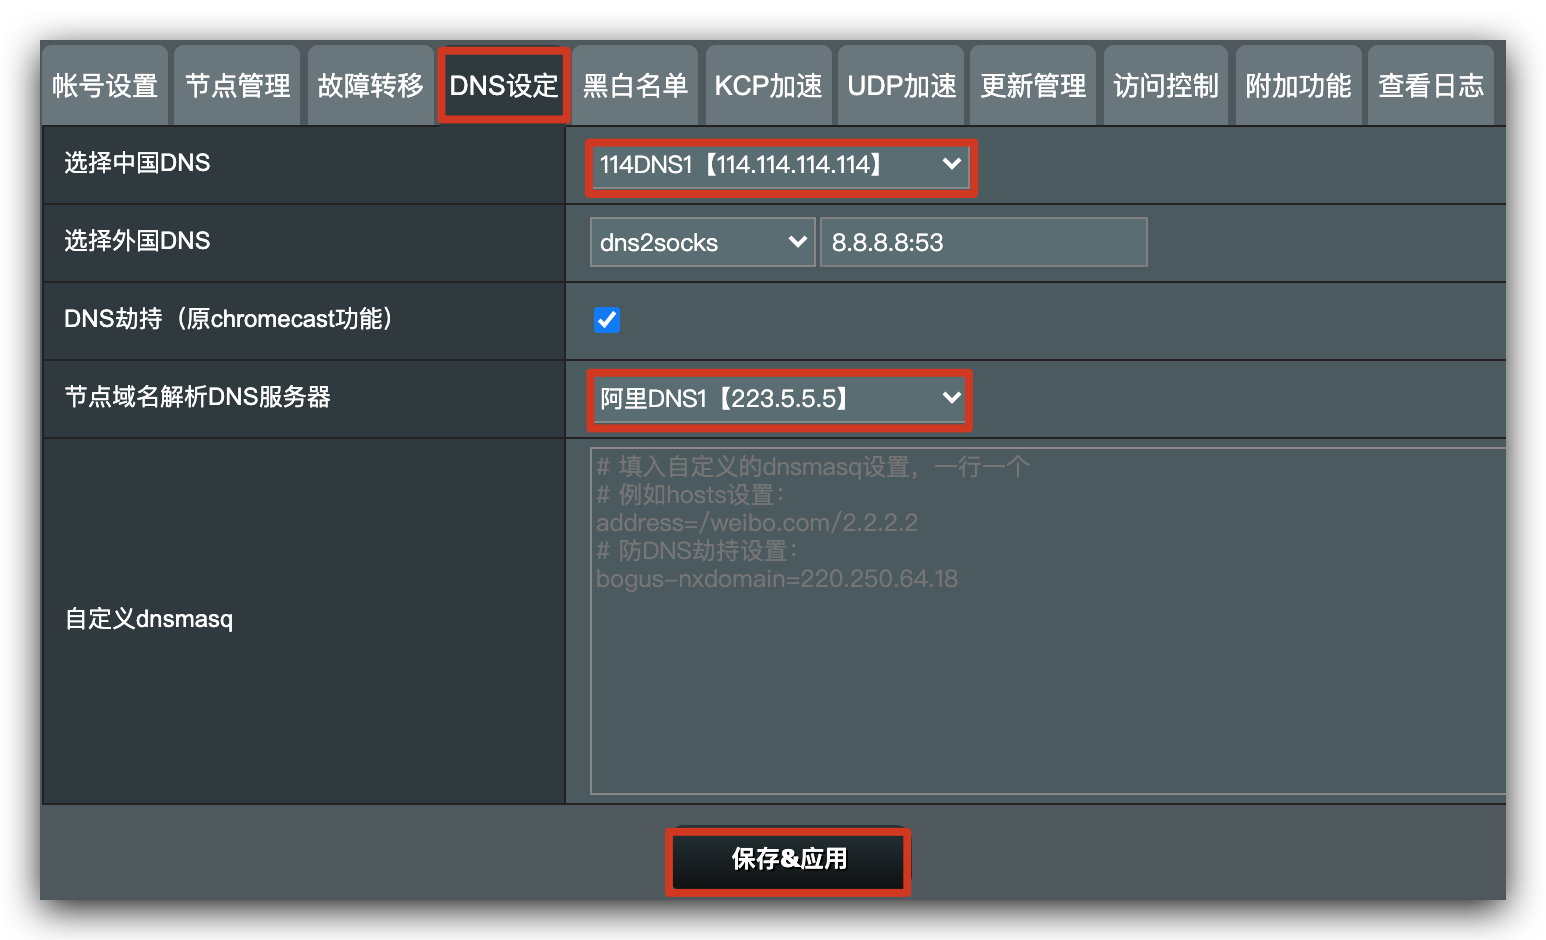 帐号设置 节点管理 故障转移 DNS设定 黑白名单 KCP加速 UDP加速 更新管理 访问控制 附加功能 查看日志
选择中国DNS 114DNS1【114.114.114.114】
选择外国DNS dns2socks 8.8.8.8:53
DNS劫持（原chromecast功能）
节点域名解析DNS服务器 阿里DNS1【223.5.5.5】
自定义dnsmasq
# 填入自定义的dnsmasq设置，一行一个
# 例如hosts设置：
address=/weibo.com/2.2.2.2
# 防DNS劫持设置：
bogus-nxdomain=220.250.64.18
保存&应用